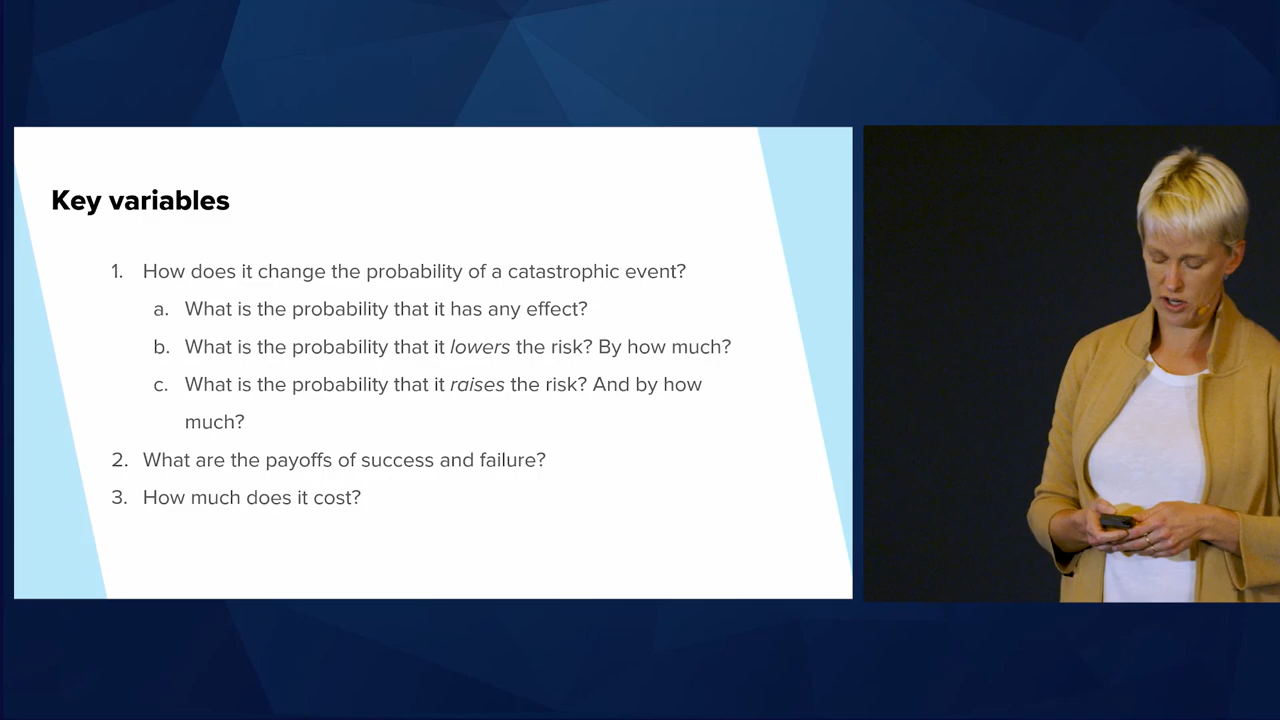 Key variables
1. How does it change the probability of a catastrophic event?
a. What is the probability that it has any effect?
b. What is the probability that it lowers the risk? By how much?
c. What is the probability that it raises the risk? And by how
much?
2. What are the payoffs of success and failure?
3. How much does it cost?